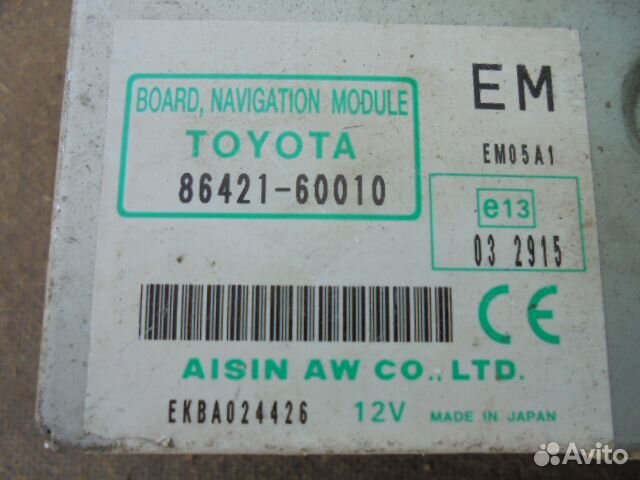 BOARD, NAVIGATION MODULE
TOYOTA
86421-60010
EM
EM05A1
e13
03 2915
CE
AISIN AW CO., LTD.
EKBA024426 12V MADE IN JAPAN
Avito